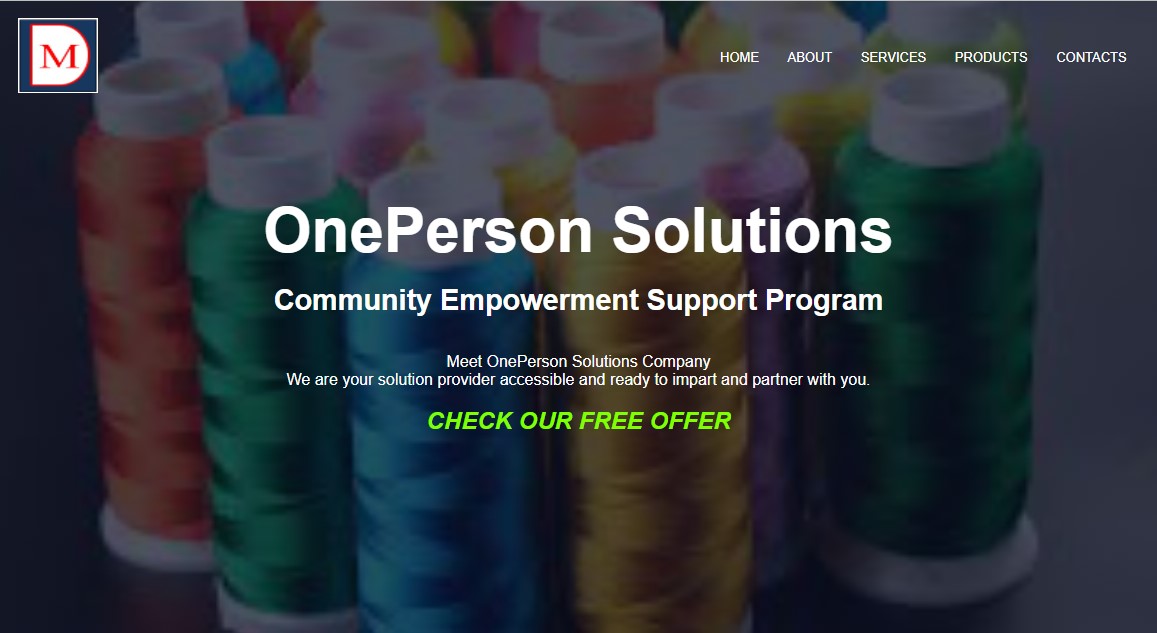 M
HOME ABOUT SERVICES PRODUCTS CONTACTS
OnePerson Solutions
Community Empowerment Support Program
Meet OnePerson Solutions Company
We are your solution provider accessible and ready to impart and partner with you.
CHECK OUR FREE OFFER